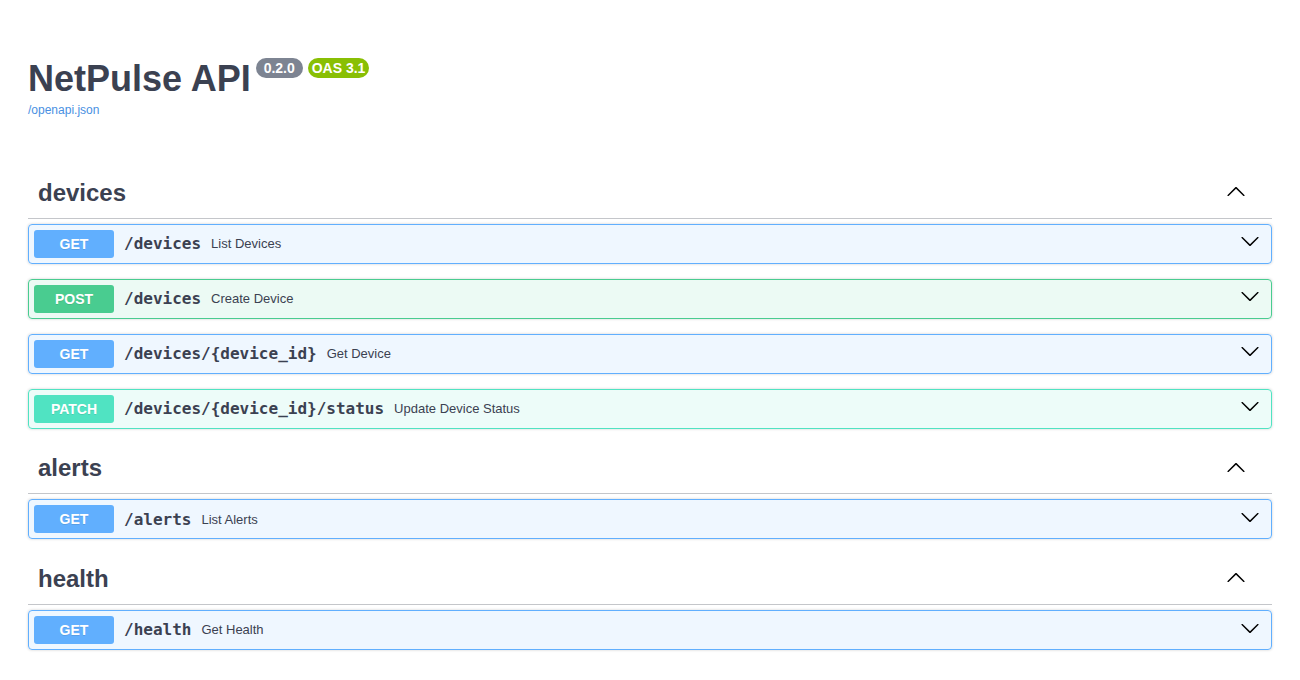 NetPulse API 0.2.0 OAS 3.1
/openapi.json
devices
GET /devices List Devices
POST /devices Create Device
GET /devices/{device_id} Get Device
PATCH /devices/{device_id}/status Update Device Status
alerts
GET /alerts List Alerts
health
GET /health Get Health